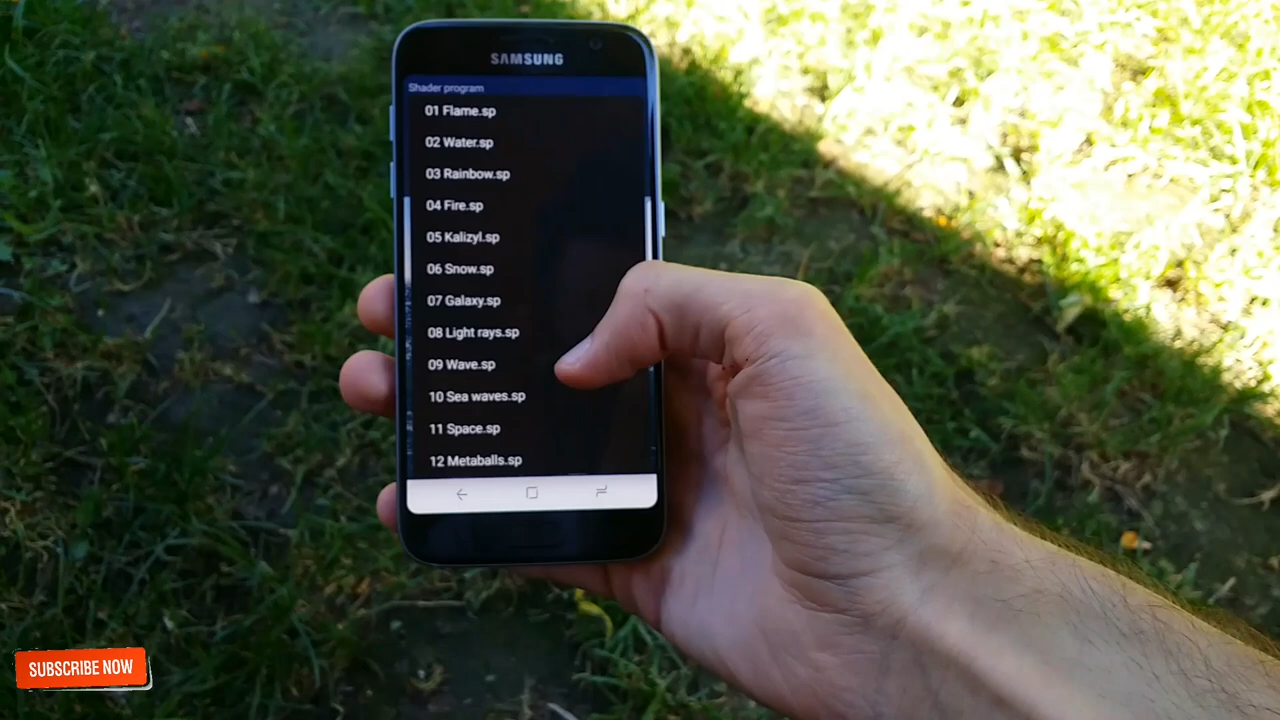 SAMSUNG
Shader program
01 Flame.sp
02 Water.sp
03 Rainbow.sp
04 Fire.sp
05 Kalizyl.sp
06 Snow.sp
07 Galaxy.sp
08 Light rays.sp
09 Wave.sp
10 Sea waves.sp
11 Space.sp
12 Metaballs.sp
SUBSCRIBE NOW